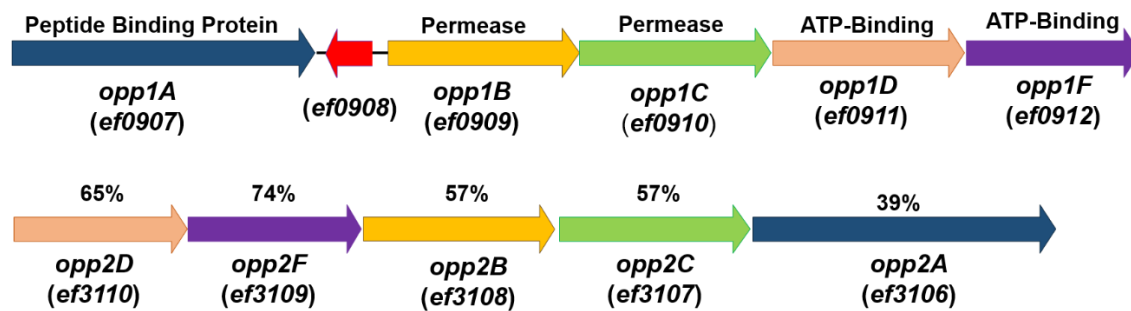 Peptide Binding Protein Permease Permease ATP-Binding ATP-Binding
opp1A (ef0908) opp1B opp1C opp1D opp1F
(ef0907) (ef0909) (ef0910) (ef0911) (ef0912)
65% 74% 57% 57% 39%
opp2D opp2F opp2B opp2C opp2A
(ef3110) (ef3109) (ef3108) (ef3107) (ef3106)